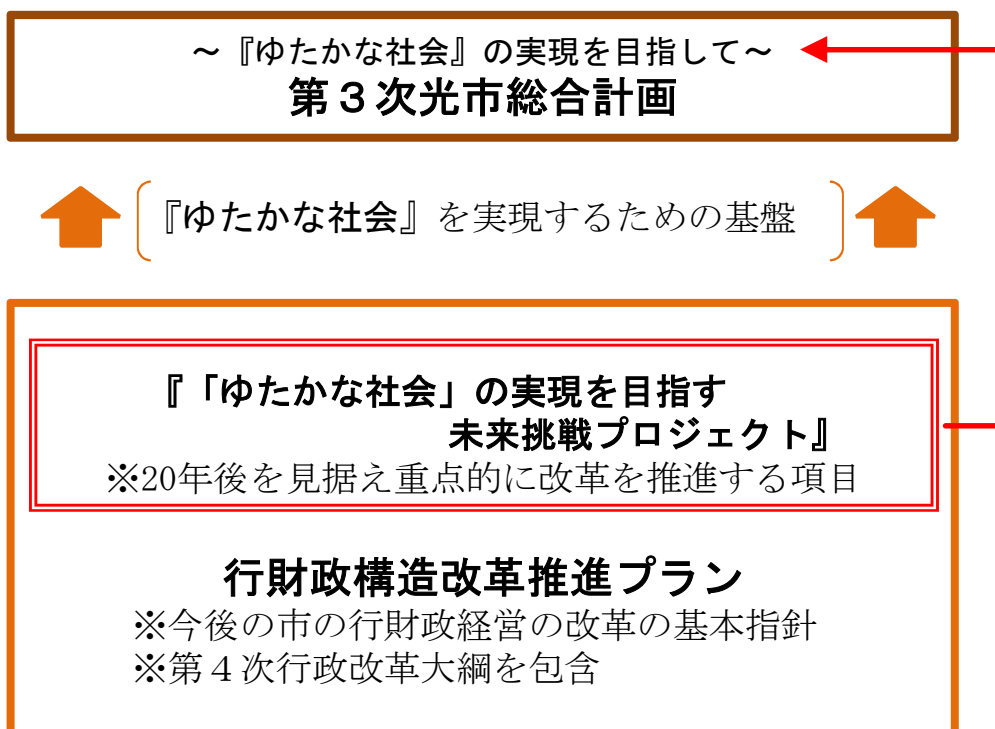 ～『ゆたかな社会』の実現を目指して～
第３次光市総合計画
『ゆたかな社会』を実現するための基盤
『「ゆたかな社会」の実現を目指す
未来挑戦プロジェクト』
※20年後を見据え重点的に改革を推進する項目
行財政構造改革推進プラン
※今後の市の行財政経営の改革の基本指針
※第４次行政改革大綱を包含